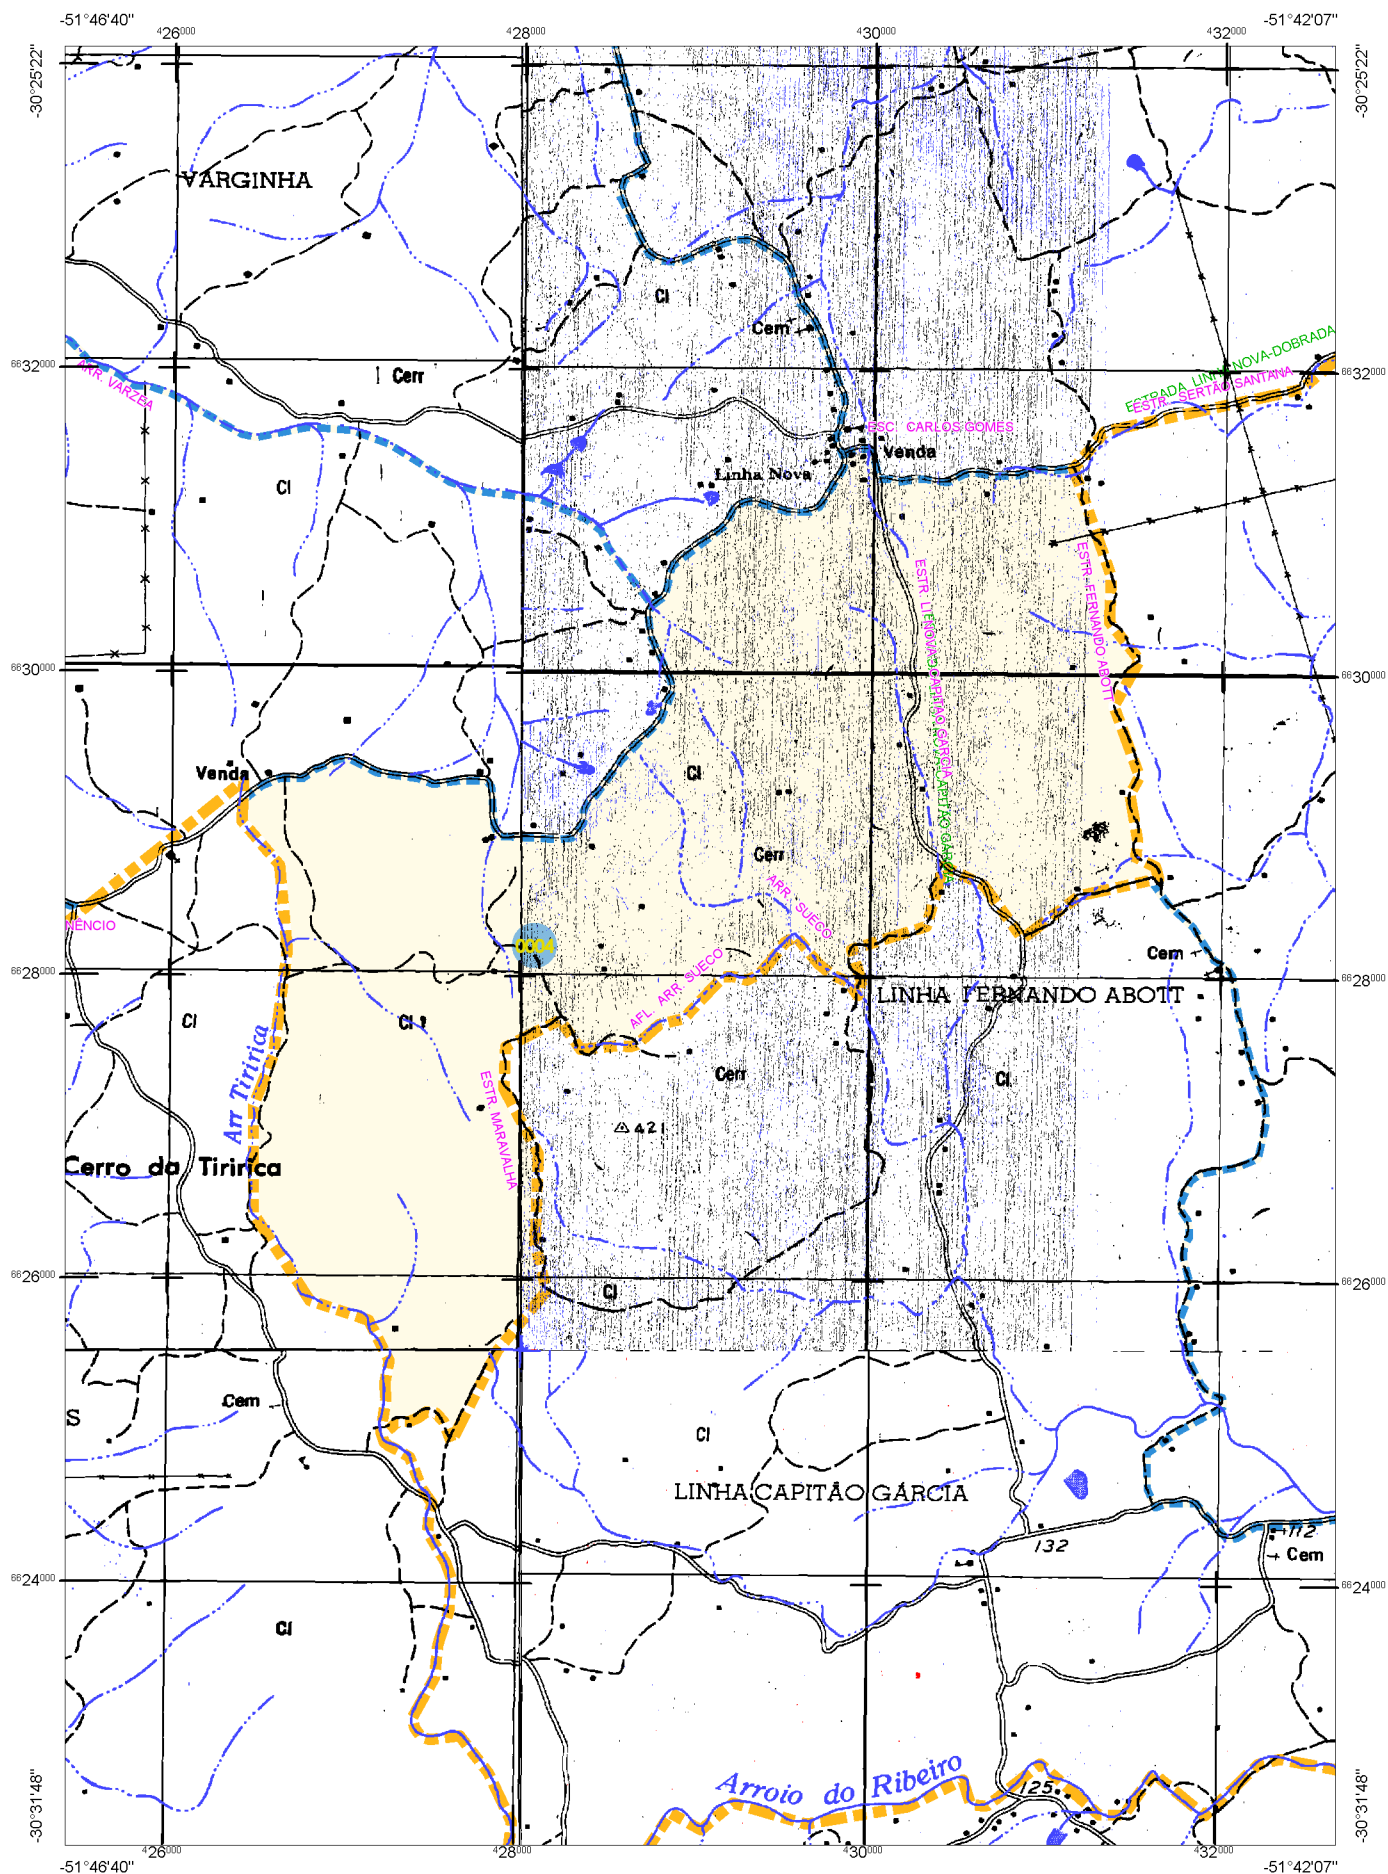 -51°46'40"
-51°42'07"
426000
428000
430000
432000
-30°25'22"
-30°25'22"
VARGINHA
Cl
Cem
6632000
6632000
ARR. VARZEA
Cerr
ESTRADA LINHA NOVA-DOBRADA
ESTR. SERTÃO SANTANA
ESC. CARLOS GOMES
Venda
Linha Nova
Cl
ESTR. FERNANDO ABOTT
6630000
6630000
Venda
Cl
Cerr
ARR. SUECO
NÊNCIO
0004
AFL. ARR. SUECO
Cem
6628000
6628000
LINHA FERNANDO ABOTT
Cl
Cl
Arr Tiririca
Cerr
Cl
ESTR. MARAVALHA
421
Cerro da Tiririca
6626000
6626000
Cl
Cem
S
Cl
LINHA CAPITÃO GARCIA
132
112
Cem
6624000
6624000
Cl
Arroio do Ribeiro
125
-30°31'48"
-30°31'48"
426000
428000
430000
432000
-51°46'40"
-51°42'07"